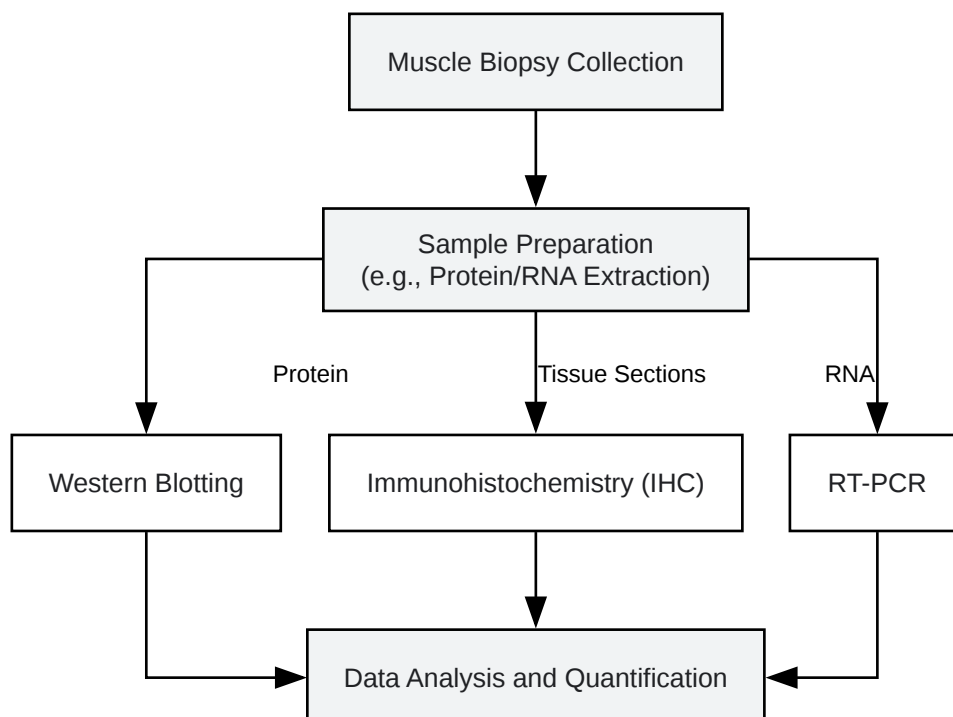 Muscle Biopsy Collection
Sample Preparation
(e.g., Protein/RNA Extraction)
Protein
Tissue Sections
RNA
Western Blotting
Immunohistochemistry (IHC)
RT-PCR
Data Analysis and Quantification